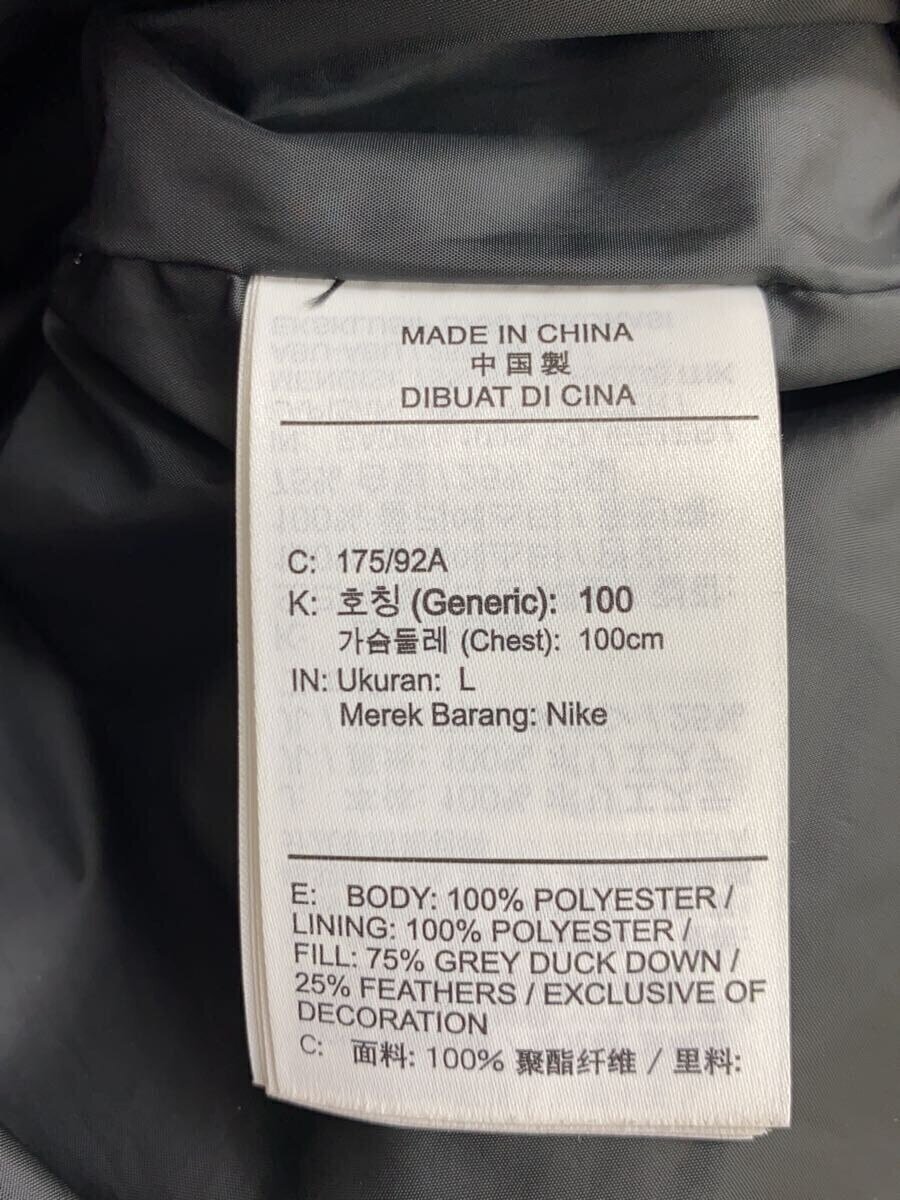 MADE IN CHINA
中国製
DIBUAT DI CINA
C: 175/92A
K: 호칭 (Generic): 100
가슴둘레 (Chest): 100cm
IN: Ukuran: L
Merek Barang: Nike
E: BODY: 100% POLYESTER /
LINING: 100% POLYESTER /
FILL: 75% GREY DUCK DOWN /
25% FEATHERS / EXCLUSIVE OF
DECORATION
C: 面料: 100% 聚酯纤维 / 里料: